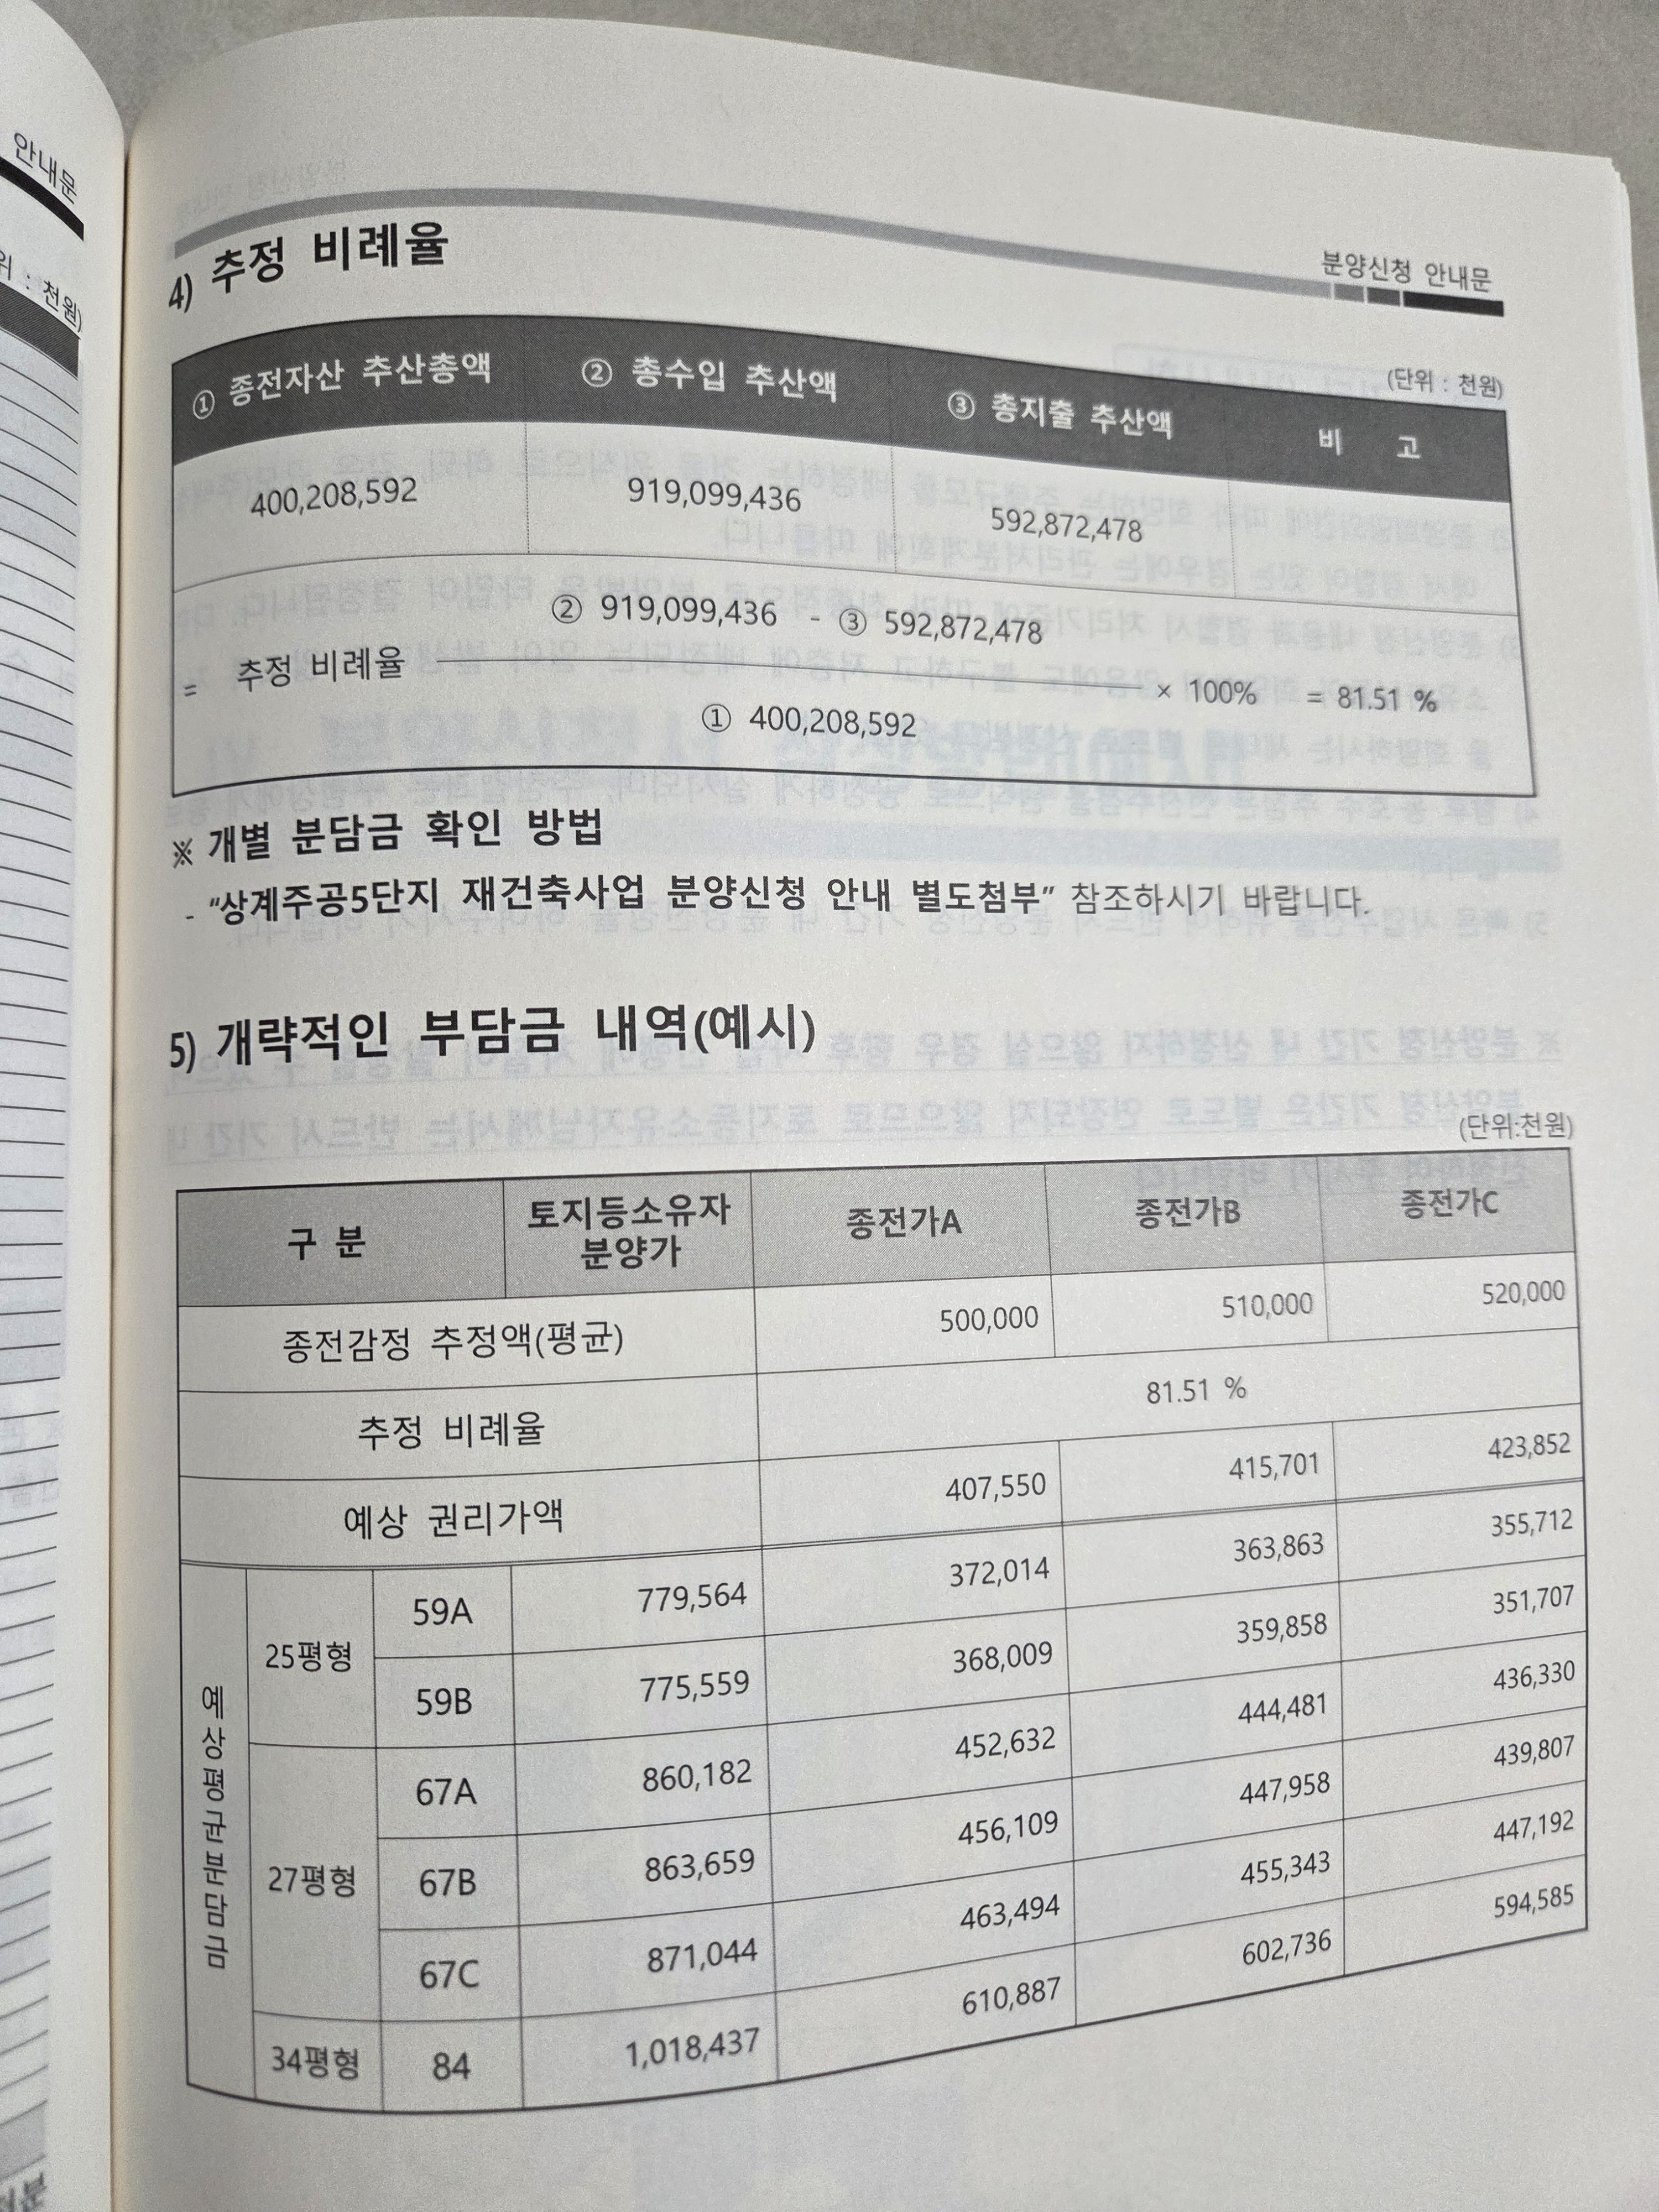 안내문
천원)
분양신청 안내문
4) 추정 비례율
(단위 : 천원)
① 종전자산 추산총액 ② 총수입 추산액 ③ 총지출 추산액 비 고
400,208,592 919,099,436 592,872,478
② 919,099,436 - ③ 592,872,478
= 추정 비례율 × 100% = 81.51 %
① 400,208,592
※ 개별 분담금 확인 방법
- “상계주공5단지 재건축사업 분양신청 안내 별도첨부” 참조하시기 바랍니다.
5) 개략적인 부담금 내역(예시)
(단위:천원)
구 분 토지등소유자 분양가 종전가A 종전가B 종전가C
종전감정 추정액(평균) 500,000 510,000 520,000
추정 비례율 81.51 %
예상 권리가액 407,550 415,701 423,852
예상평균분담금
25평형 59A 779,564 372,014 363,863 355,712
59B 775,559 368,009 359,858 351,707
27평형 67A 860,182 452,632 444,481 436,330
67B 863,659 456,109 447,958 439,807
67C 871,044 463,494 455,343 447,192
34평형 84 1,018,437 610,887 602,736 594,585